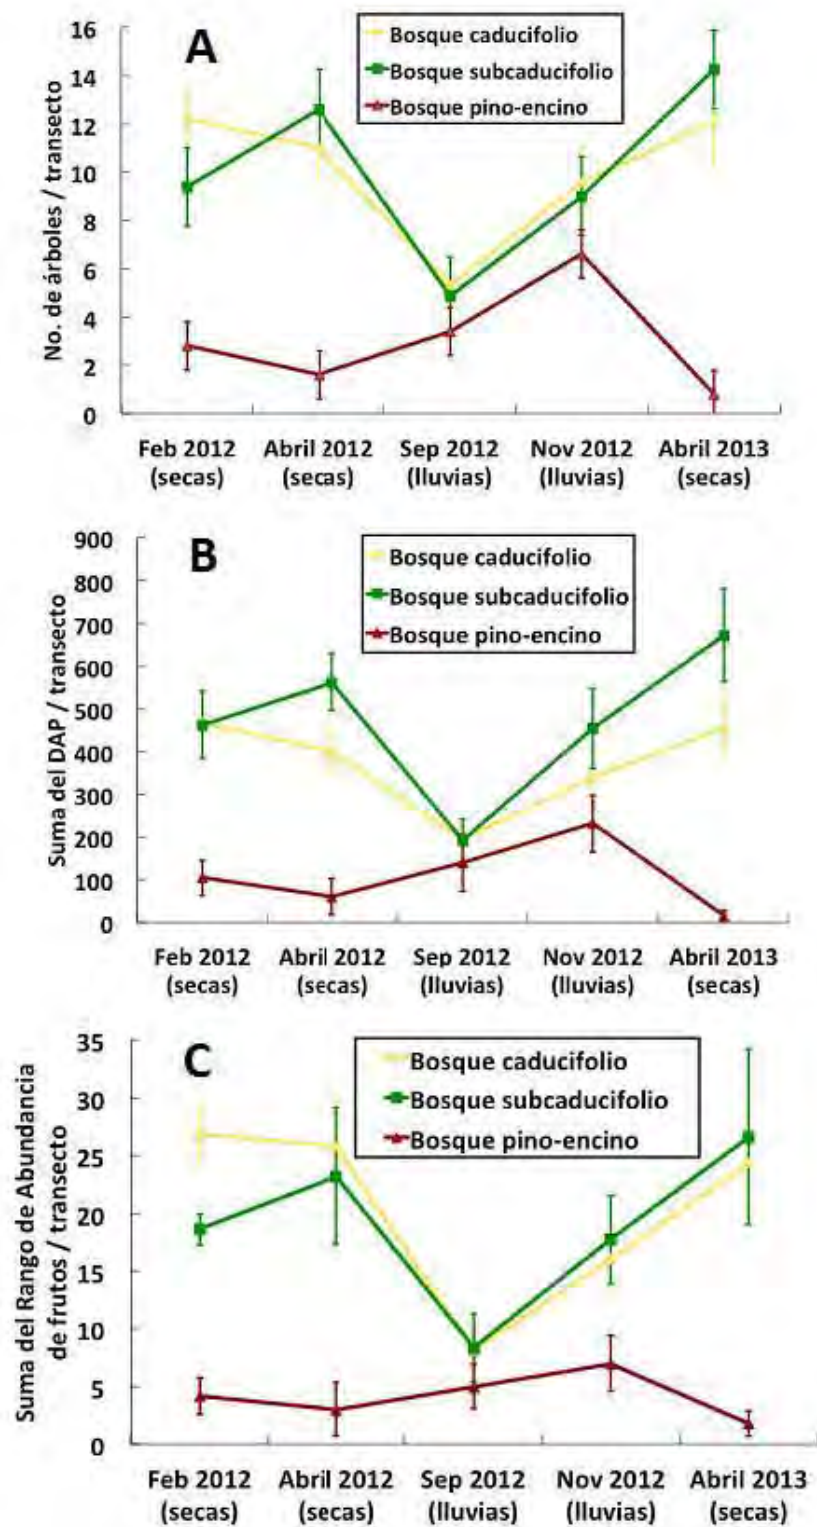 A
Bosque caducifolio
Bosque subcaducifolio
Bosque pino-encino
No. de árboles / transecto
16
14
12
10
8
6
4
2
0
Feb 2012 Abril 2012 Sep 2012 Nov 2012 Abril 2013
(secas) (secas) (lluvias) (lluvias) (secas)
B
Bosque caducifolio
Bosque subcaducifolio
Bosque pino-encino
Suma del DAP / transecto
900
800
700
600
500
400
300
200
100
0
Feb 2012 Abril 2012 Sep 2012 Nov 2012 Abril 2013
(secas) (secas) (lluvias) (lluvias) (secas)
C
Bosque caducifolio
Bosque subcaducifolio
Bosque pino-encino
Suma del Rango de Abundancia
de frutos / transecto
35
30
25
20
15
10
5
0
Feb 2012 Abril 2012 Sep 2012 Nov 2012 Abril 2013
(secas) (secas) (lluvias) (lluvias) (secas)